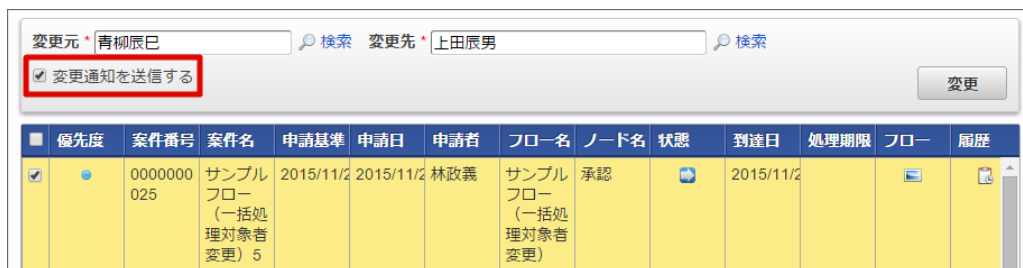 変更元 * 青柳辰巳 検索 変更先 * 上田辰男 検索
変更通知を送信する
変更
優先度 案件番号 案件名 申請基準 申請日 申請者 フロー名 ノード名 状態 到達日 処理期限 フロー 履歴
0000000 サンプル 2015/11/2 2015/11/2 林政義 サンプル 承認 2015/11/2
025 フロー フロー
(一括処 (一括処
理対象者 理対象者
変更) 5 変更)